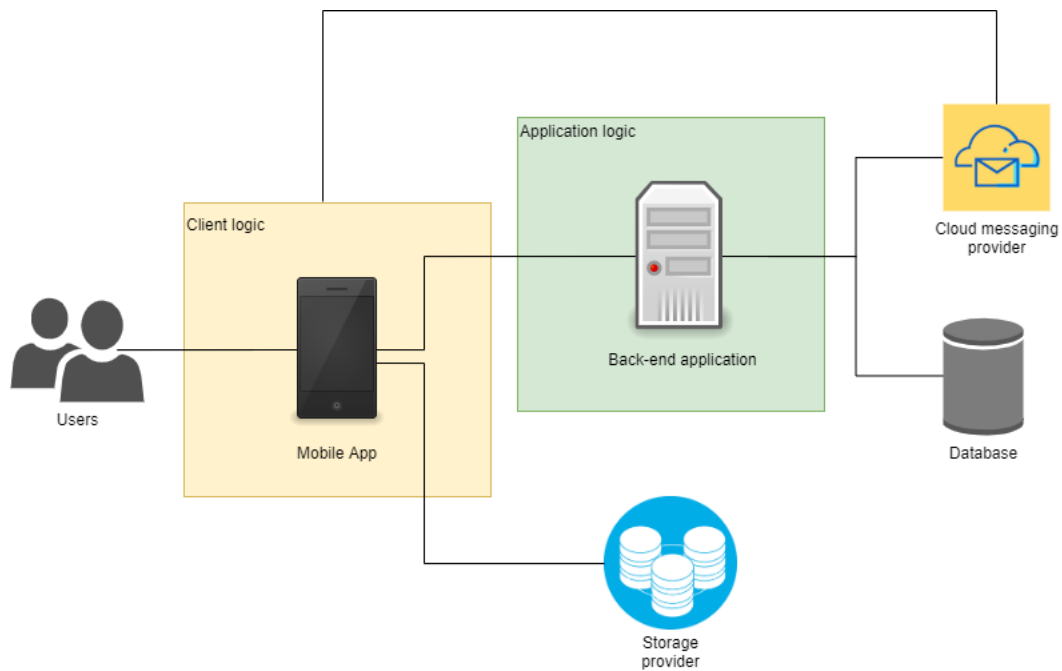 Application logic
Cloud messaging
provider
Client logic
Back-end application
Users
Mobile App
Database
Storage
provider